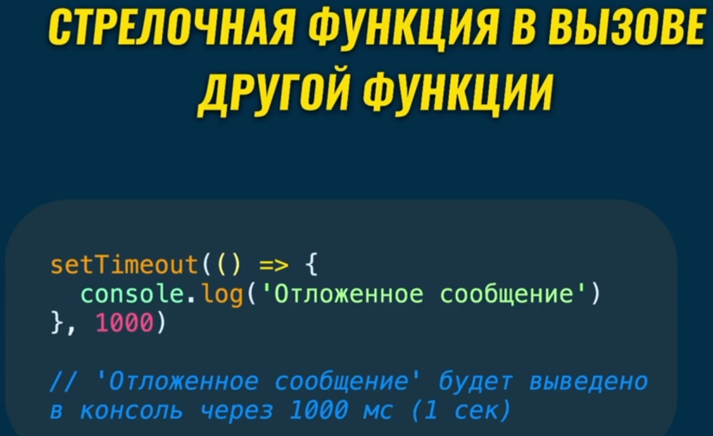 СТРЕЛОЧНАЯ ФУНКЦИЯ В ВЫЗОВЕ
ДРУГОЙ ФУНКЦИИ
setTimeout(() => {
  console.log('Отложенное сообщение')
}, 1000)
// 'Отложенное сообщение' будет выведено
в консоль через 1000 мс (1 сек)